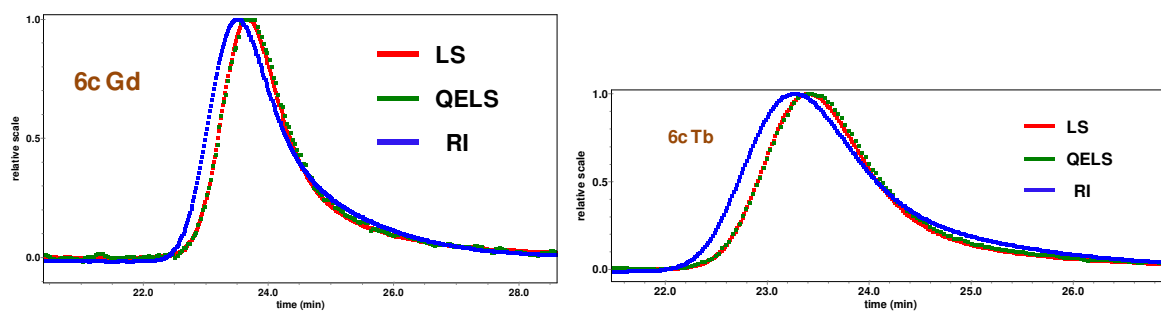 6c Gd
LS
QELS
RI
relative scale
1.0
0.5
0.0
22.0 24.0 26.0 28.0
time (min)
6c Tb
LS
QELS
RI
relative scale
1.0
0.5
0.0
22.0 23.0 24.0 25.0 26.0
time (min)